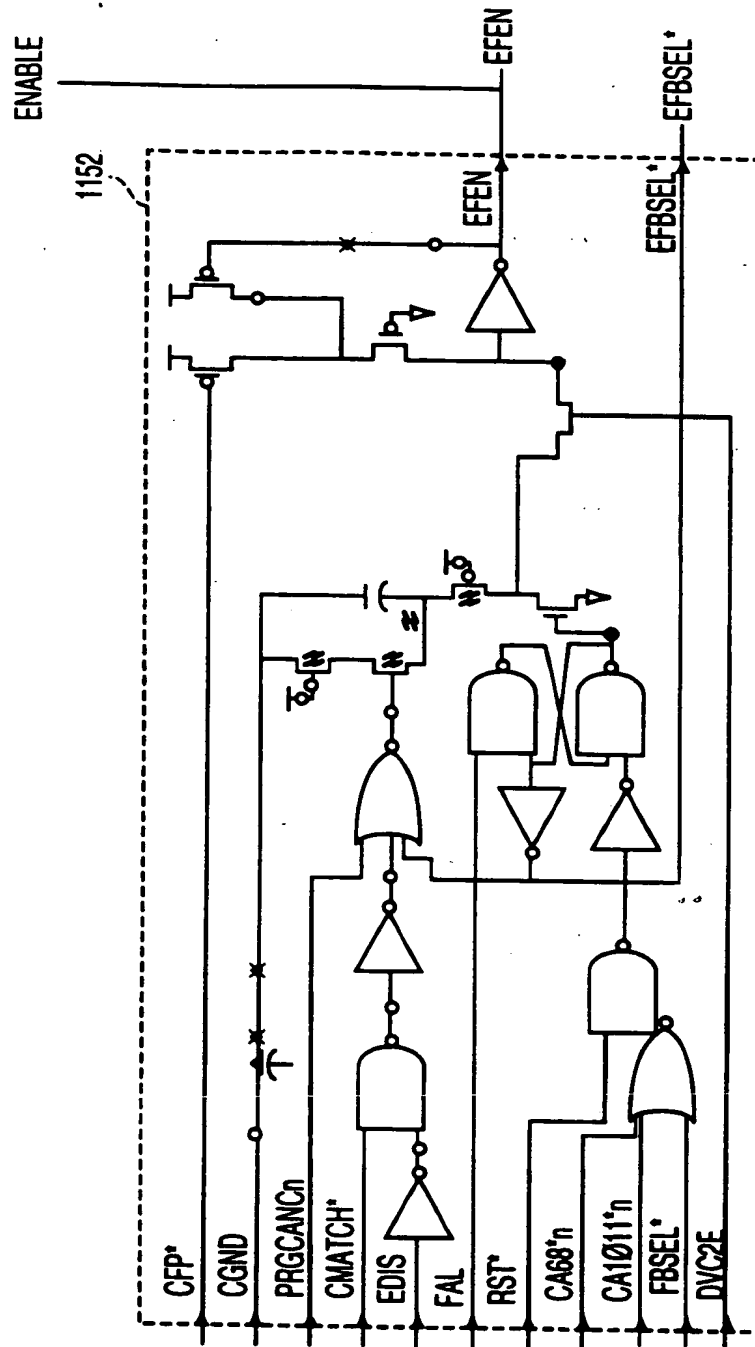 ENABLE
1152
EFEN
EFEN
EFBSEL*
EFBSEL*
CFP*
CGND
PRGCANCn
CMATCH*
EDIS
FAL
RST*
CA68*n
CA1Ø11*n
FBSEL*
DVC2E